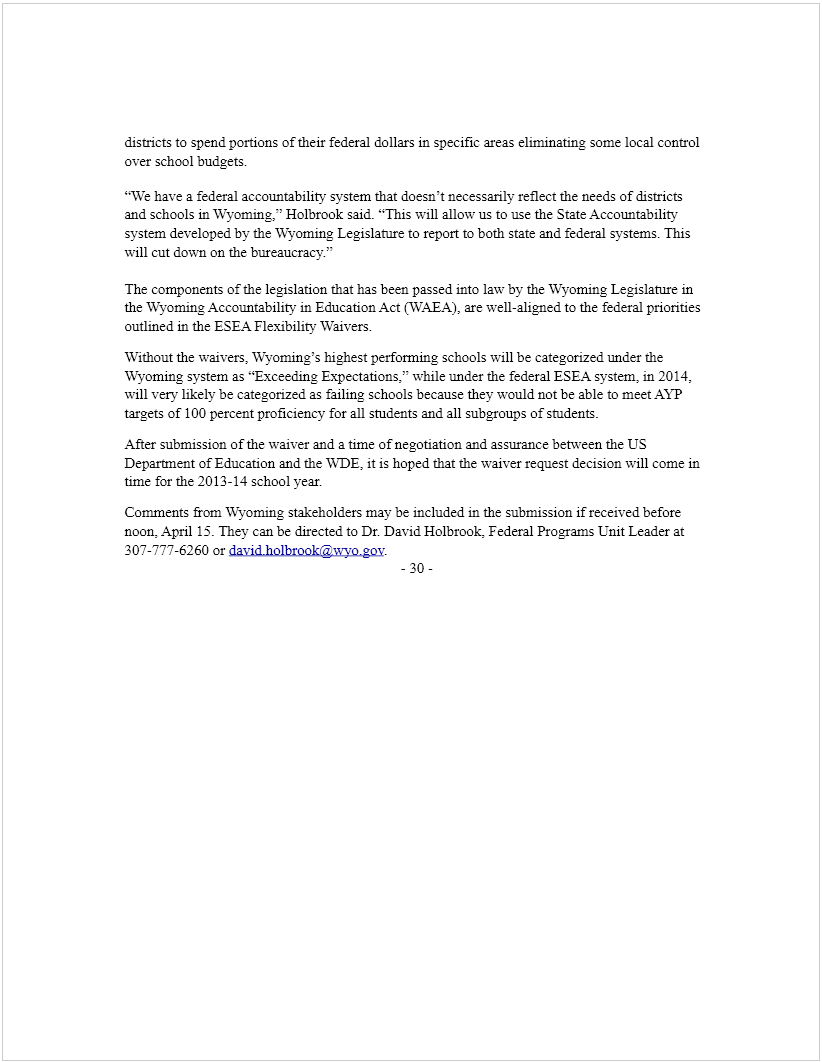 districts to spend portions of their federal dollars in specific areas eliminating some local control
over school budgets.
“We have a federal accountability system that doesn’t necessarily reflect the needs of districts
and schools in Wyoming,” Holbrook said. “This will allow us to use the State Accountability
system developed by the Wyoming Legislature to report to both state and federal systems. This
will cut down on the bureaucracy.”
The components of the legislation that has been passed into law by the Wyoming Legislature in
the Wyoming Accountability in Education Act (WAEA), are well-aligned to the federal priorities
outlined in the ESEA Flexibility Waivers.
Without the waivers, Wyoming’s highest performing schools will be categorized under the
Wyoming system as “Exceeding Expectations,” while under the federal ESEA system, in 2014,
will very likely be categorized as failing schools because they would not be able to meet AYP
targets of 100 percent proficiency for all students and all subgroups of students.
After submission of the waiver and a time of negotiation and assurance between the US
Department of Education and the WDE, it is hoped that the waiver request decision will come in
time for the 2013-14 school year.
Comments from Wyoming stakeholders may be included in the submission if received before
noon, April 15. They can be directed to Dr. David Holbrook, Federal Programs Unit Leader at
307-777-6260 or david.holbrook@wyo.gov.
- 30 -